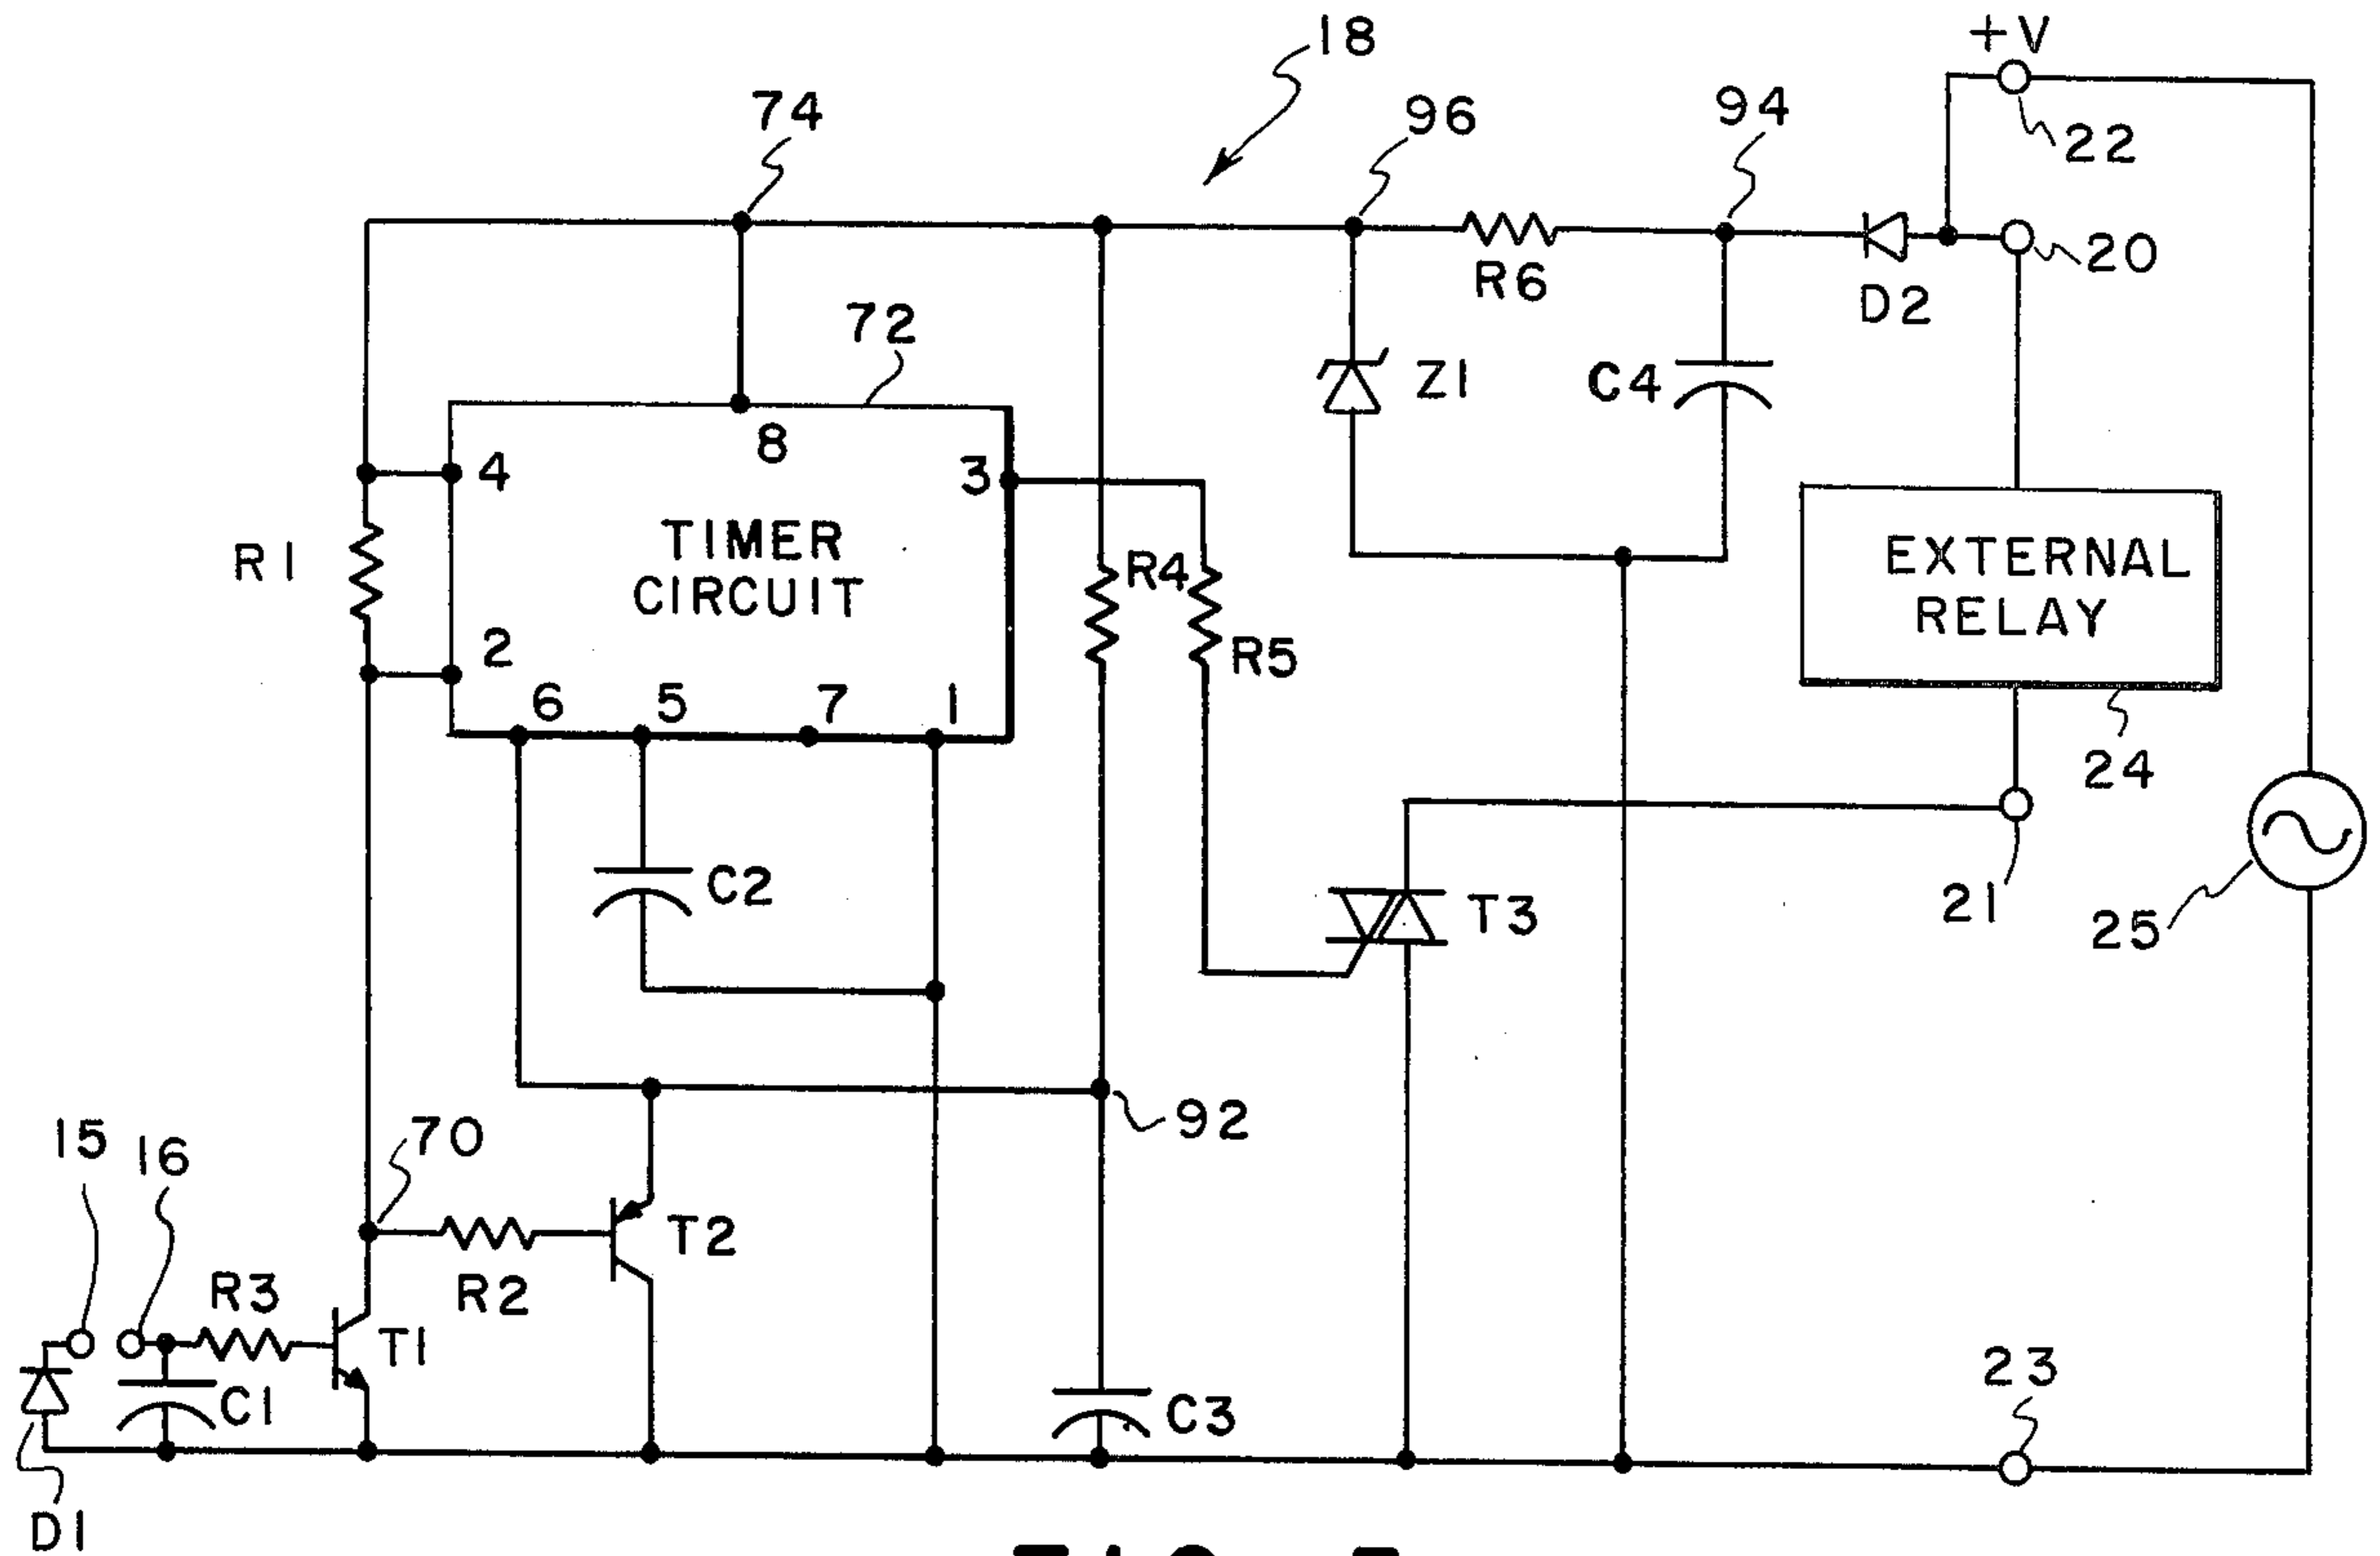 18
+V
74
96
94
22
20
R6
D2
72
Z1
C4
8
4
3
TIMER
CIRCUIT
R1
R4
EXTERNAL
RELAY
2
R5
6
5
7
1
24
C2
T3
21
25
92
15
16
70
T2
R3
R2
T1
C1
C3
23
D1